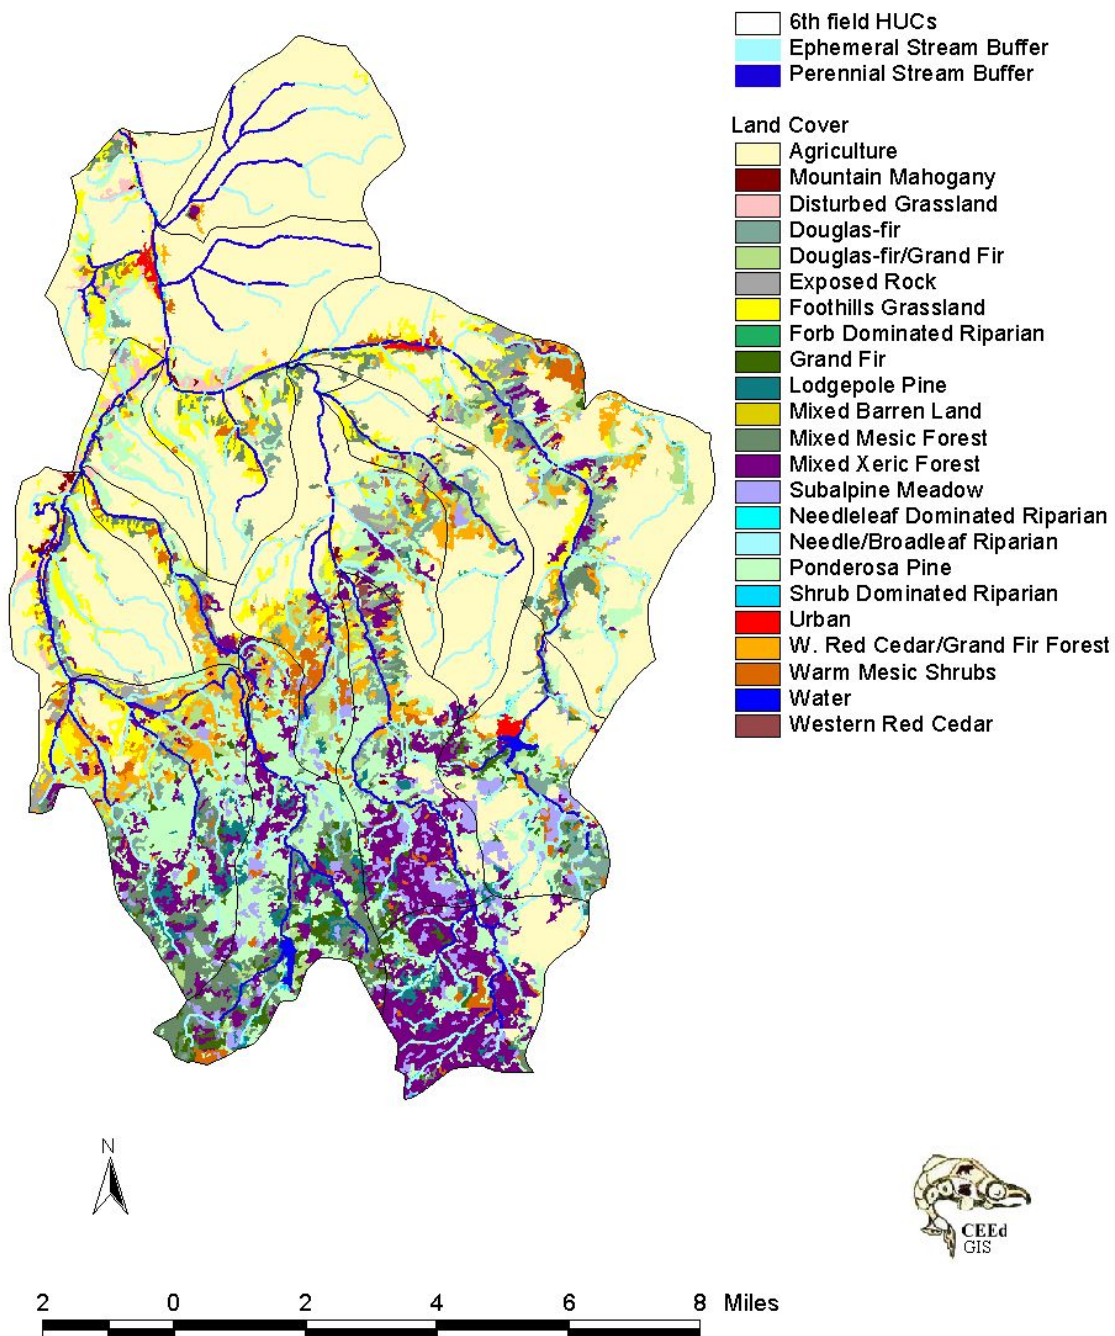 6th field HUCs
Ephemeral Stream Buffer
Perennial Stream Buffer
Land Cover
Agriculture
Mountain Mahogany
Disturbed Grassland
Douglas-fir
Douglas-fir/Grand Fir
Exposed Rock
Foothills Grassland
Forb Dominated Riparian
Grand Fir
Lodgepole Pine
Mixed Barren Land
Mixed Mesic Forest
Mixed Xeric Forest
Subalpine Meadow
Needleleaf Dominated Riparian
Needle/Broadleaf Riparian
Ponderosa Pine
Shrub Dominated Riparian
Urban
W. Red Cedar/Grand Fir Forest
Warm Mesic Shrubs
Water
Western Red Cedar
N
CEEd
GIS
2 0 2 4 6 8 Miles